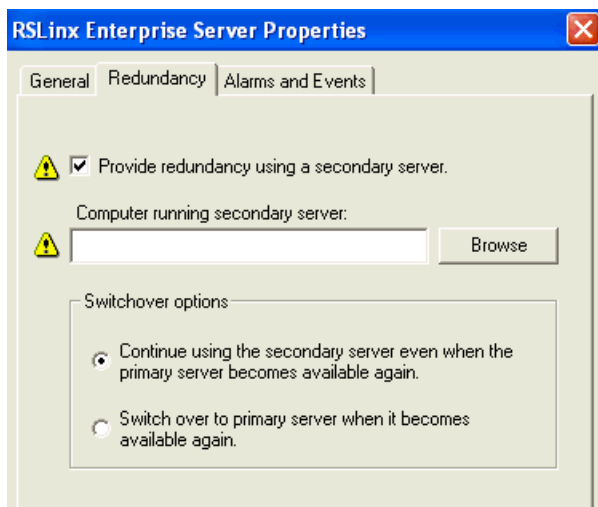 RSLinx Enterprise Server Properties
General Redundancy Alarms and Events
Provide redundancy using a secondary server.
Computer running secondary server:
Browse
Switchover options
Continue using the secondary server even when the
primary server becomes available again.
Switch over to primary server when it becomes
available again.